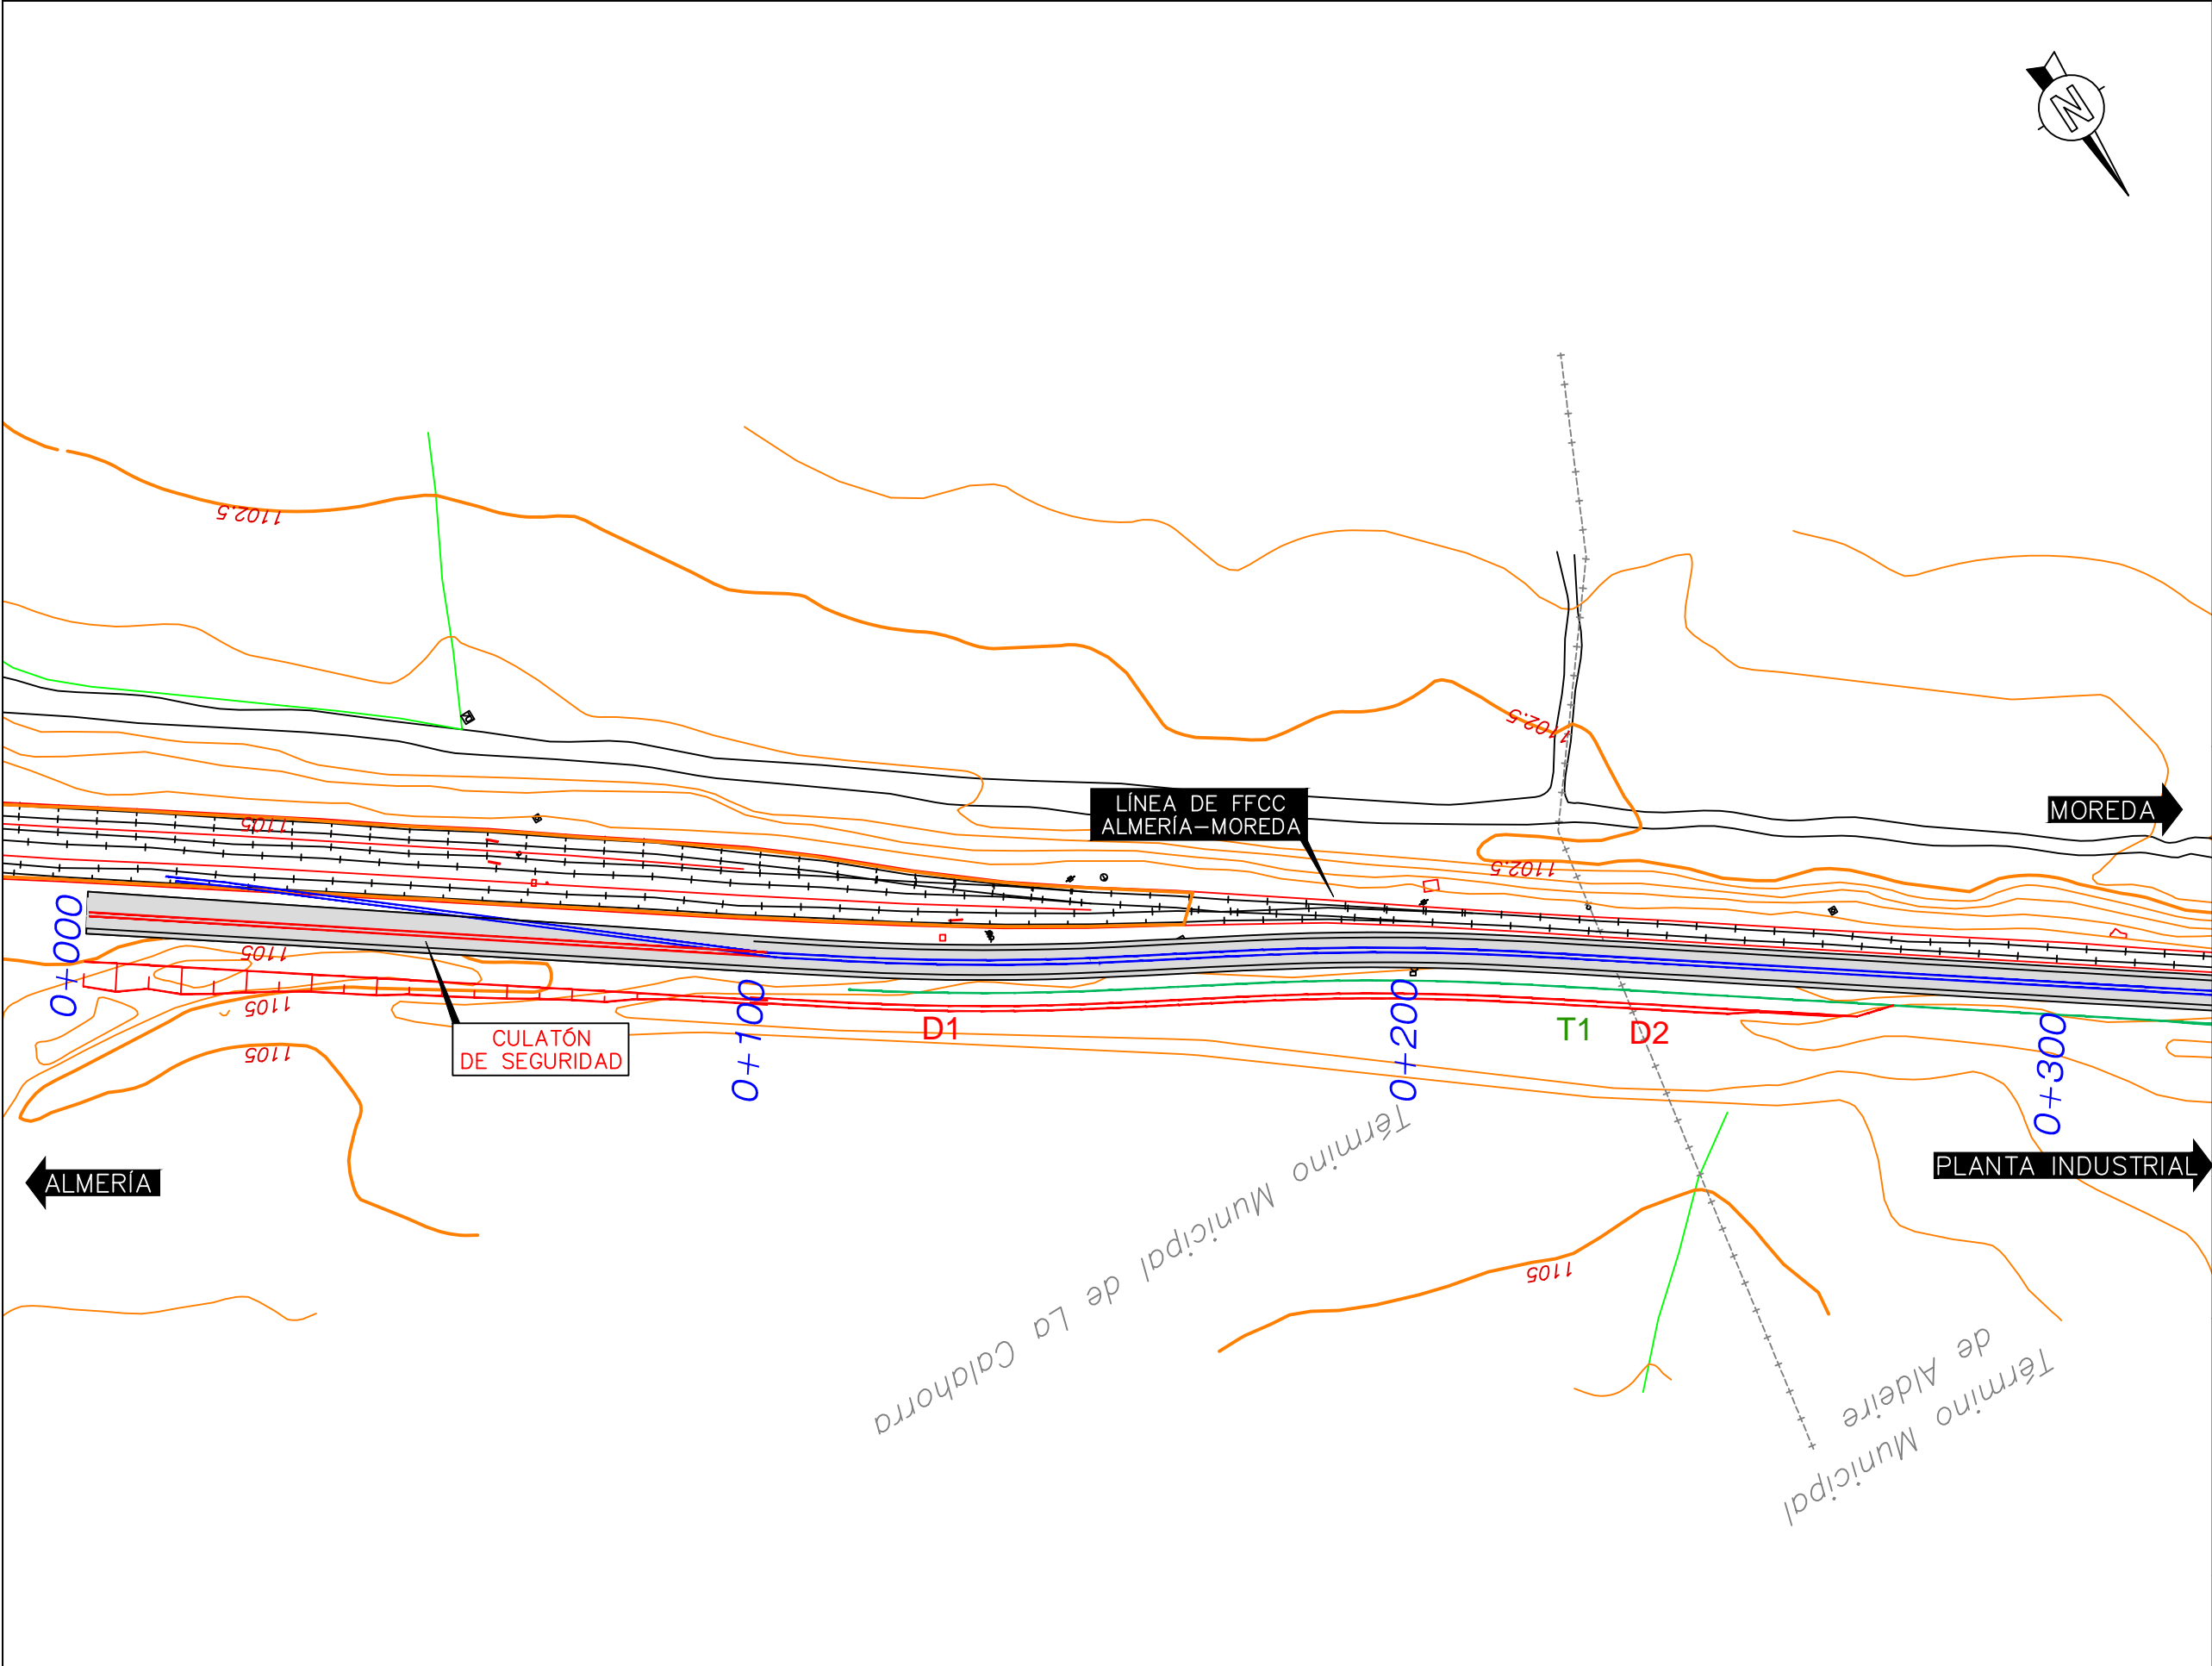 N
1102.5
1102.5
LÍNEA DE FFCC
ALMERÍA-MOREDA
MOREDA
1105
1102.5
0+000
1105
1105
D1
T1
D2
CULATÓN
DE SEGURIDAD
0+100
0+200
0+300
1105
ALMERÍA
PLANTA INDUSTRIAL
Término Municipal de La Calahorra
1105
Término Municipal
de Aldeire